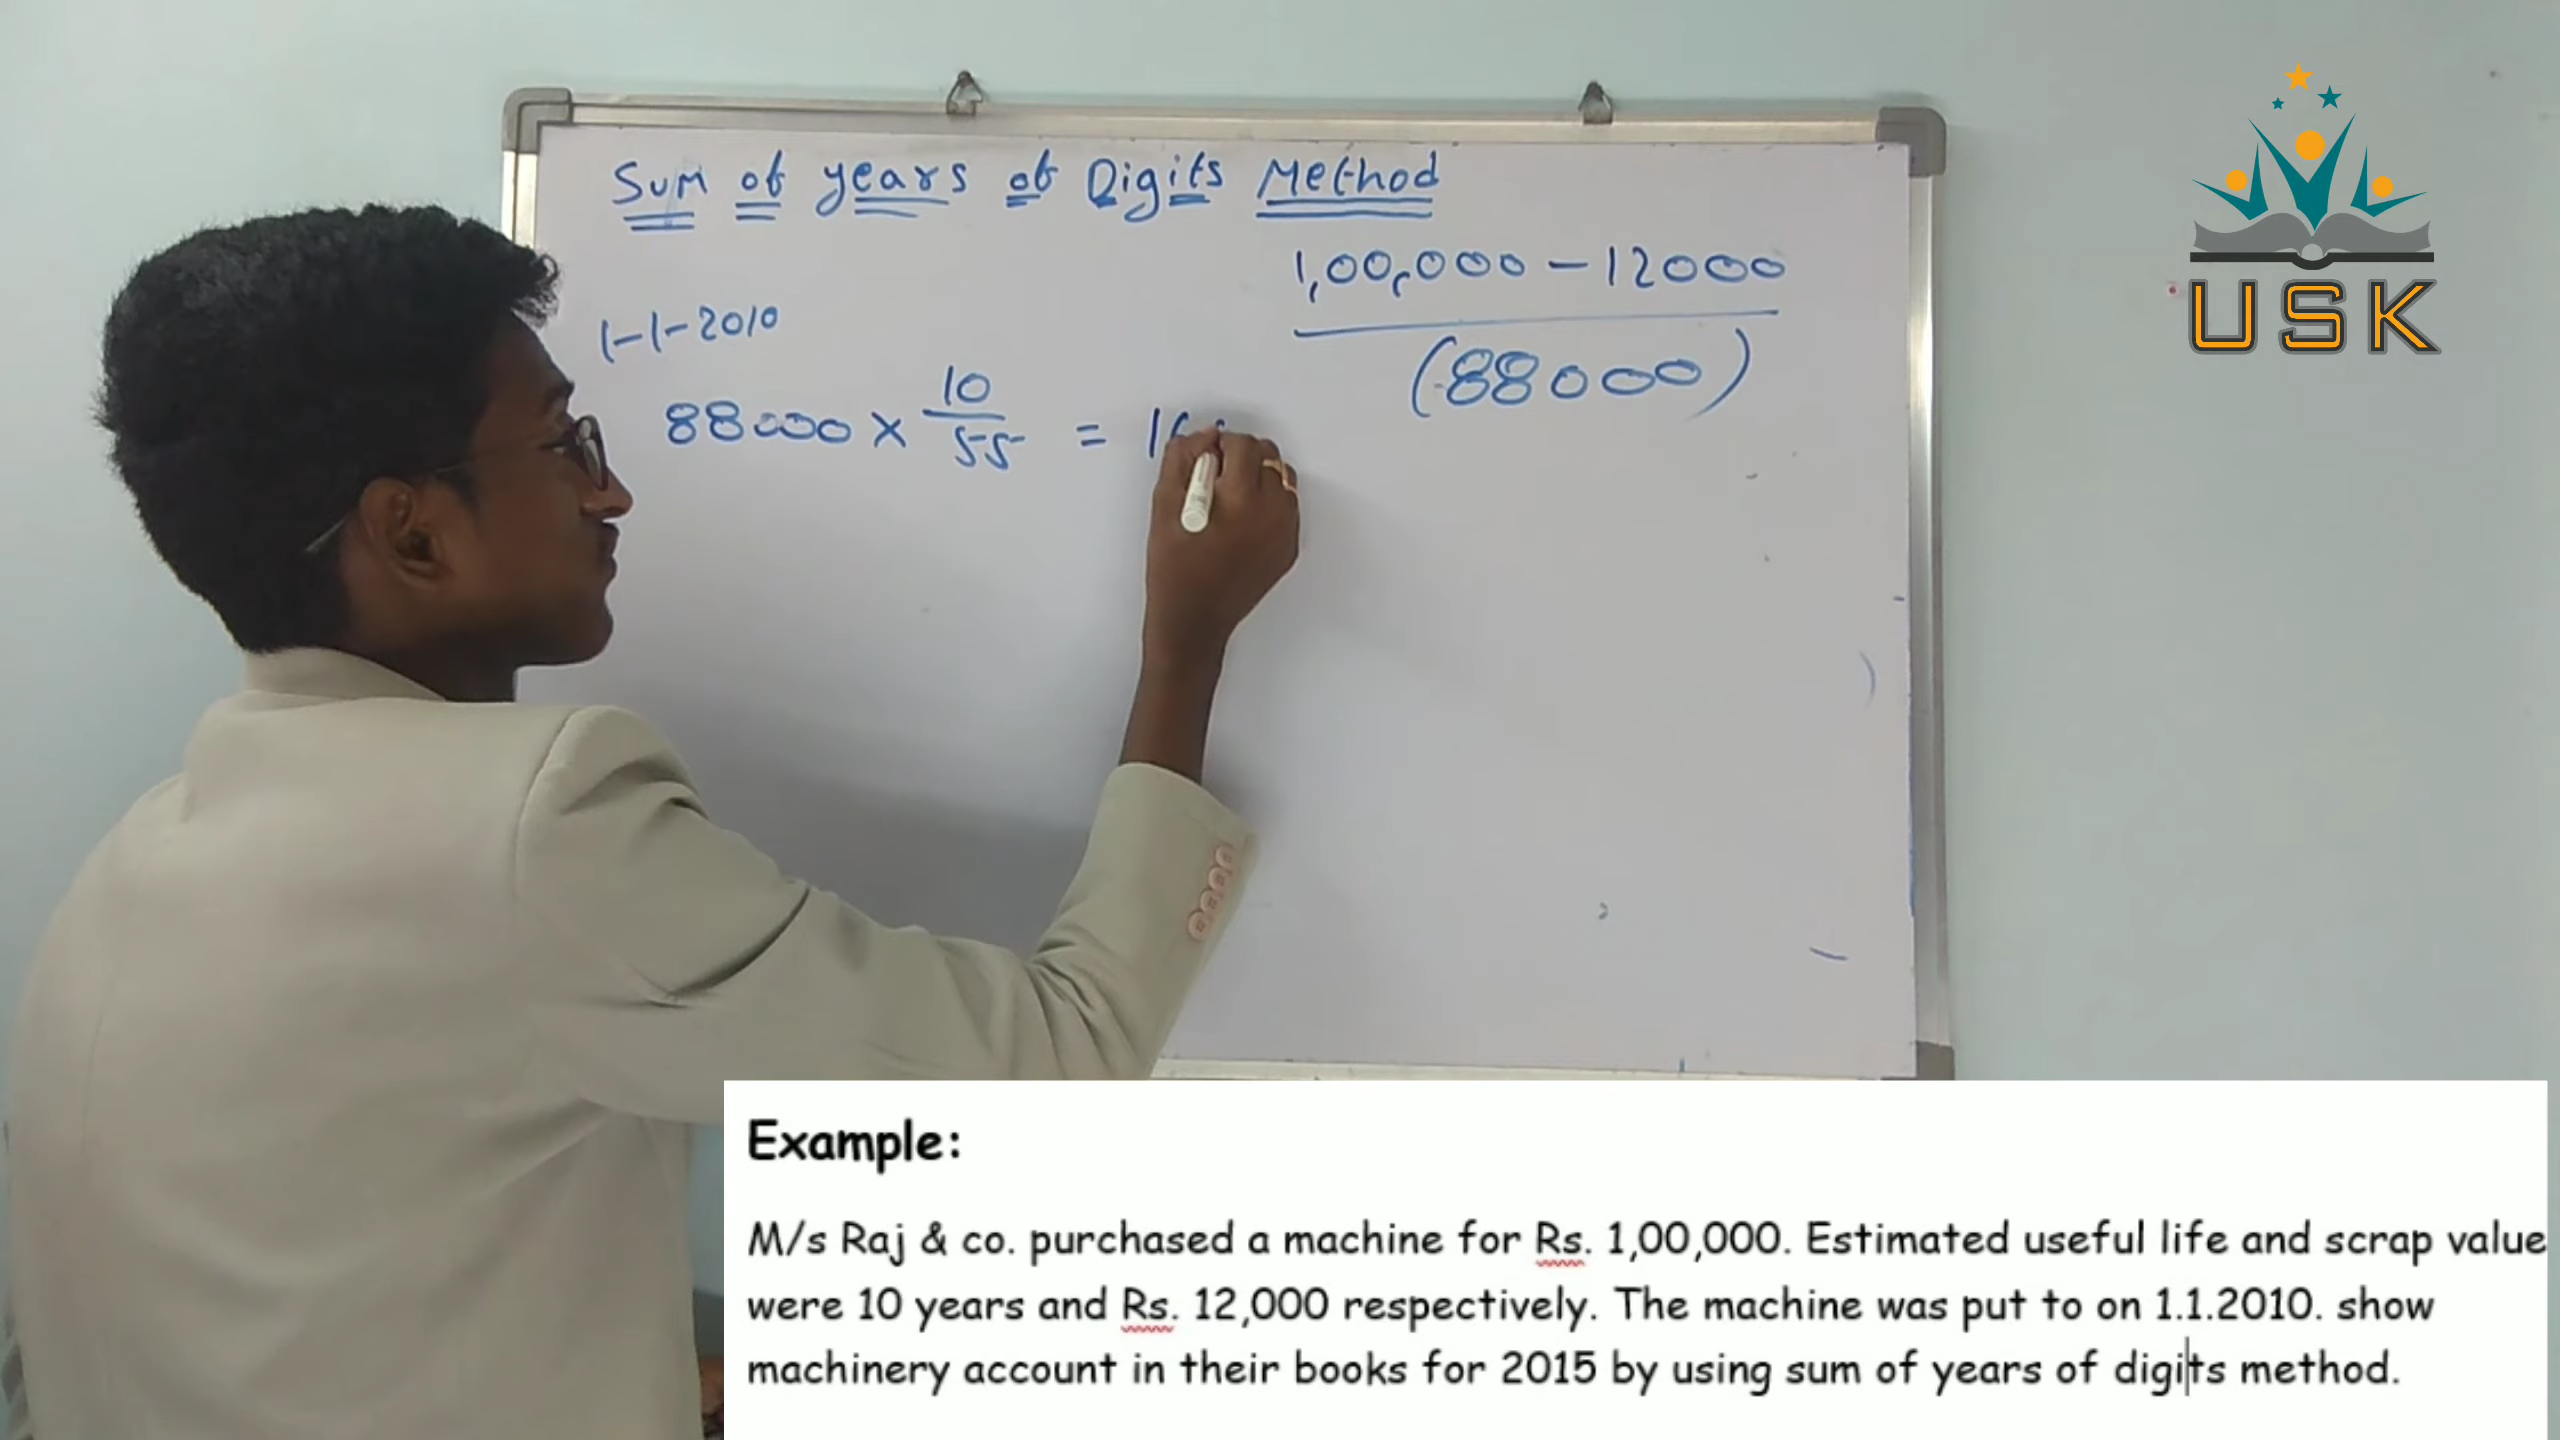 Sum of years of Digits Method
1,00,000 - 12000
(88000)
1-1-2010
88000 × 10/55 = 16
USK
Example:
M/s Raj & co. purchased a machine for Rs. 1,00,000. Estimated useful life and scrap value
were 10 years and Rs. 12,000 respectively. The machine was put to on 1.1.2010. show
machinery account in their books for 2015 by using sum of years of digits method.